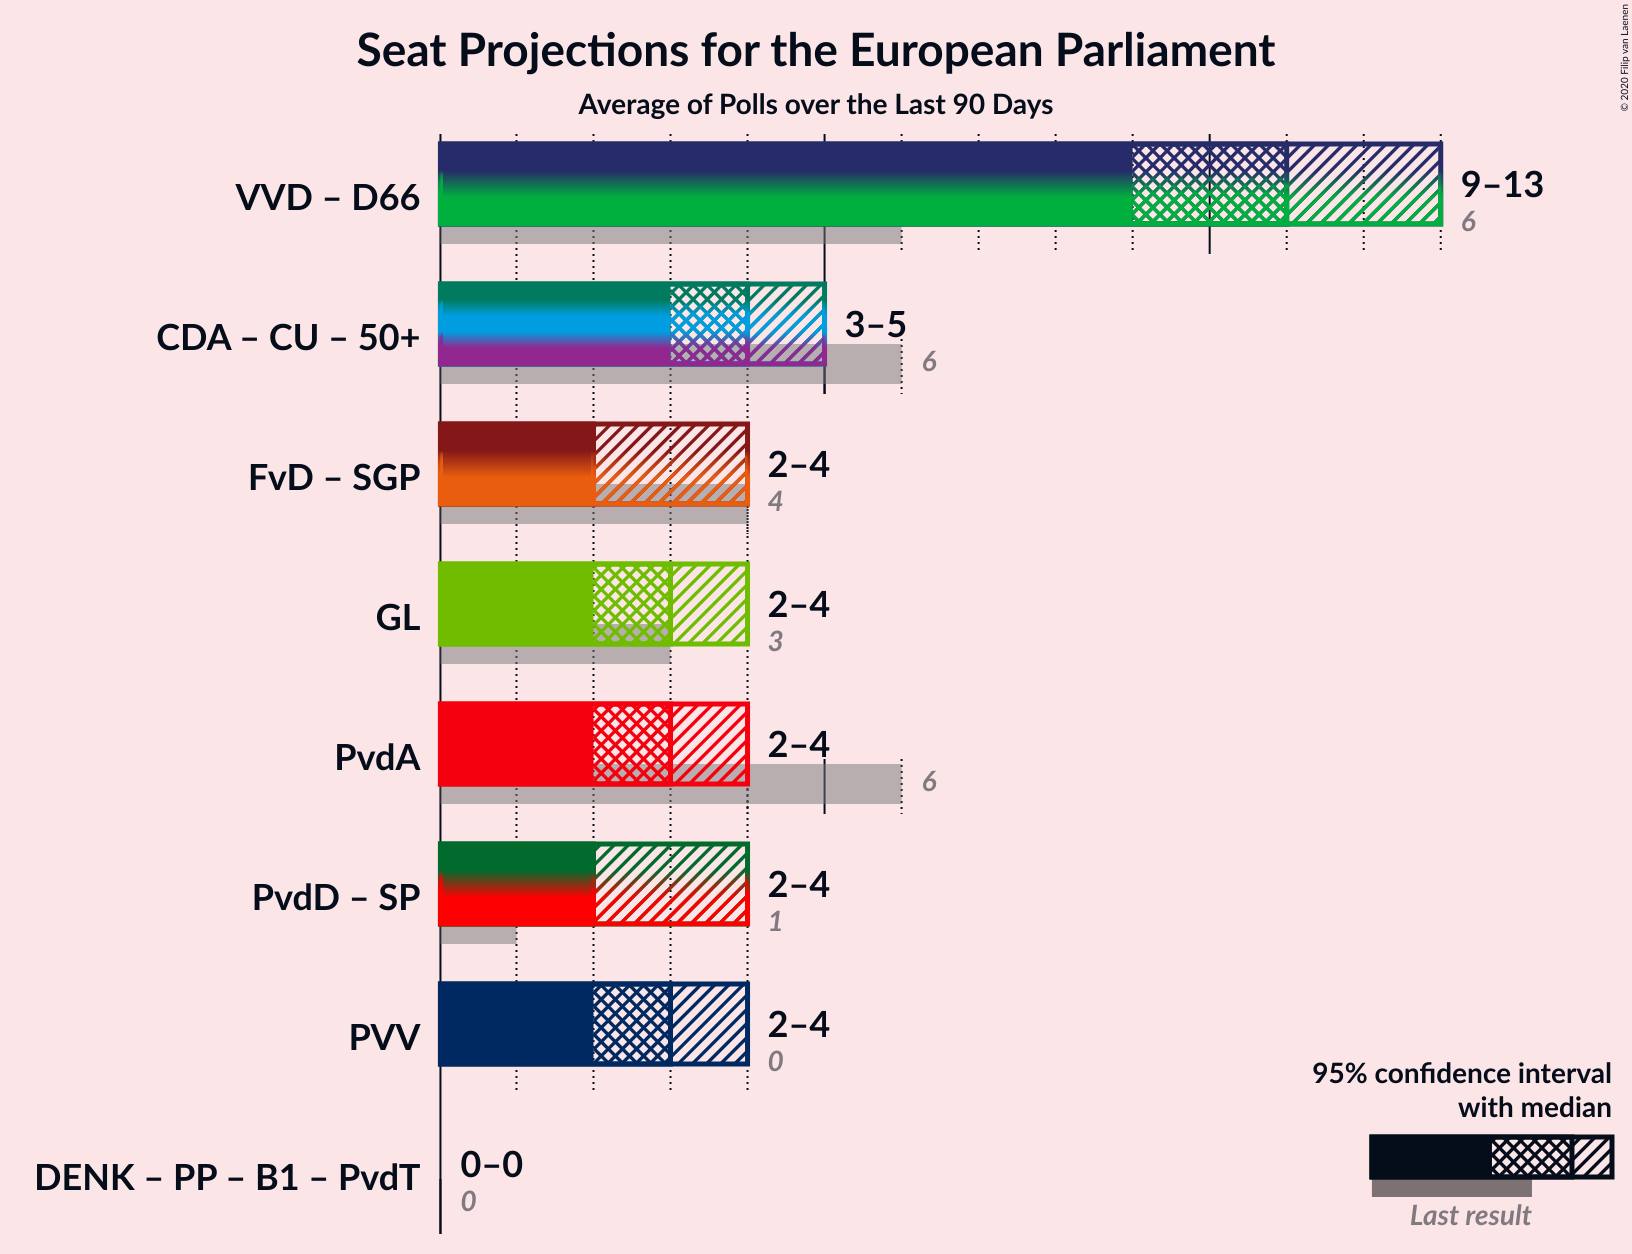 Seat Projections for the European Parliament
Average of Polls over the Last 90 Days
© 2020 Filip van Laenen
VVD – D66
9–13
6
CDA – CU – 50+
3–5
6
FvD – SGP
2–4
4
GL
2–4
3
PvdA
2–4
6
PvdD – SP
2–4
1
PVV
2–4
0
DENK – PP – B1 – PvdT
0–0
0
95% confidence interval
with median
Last result